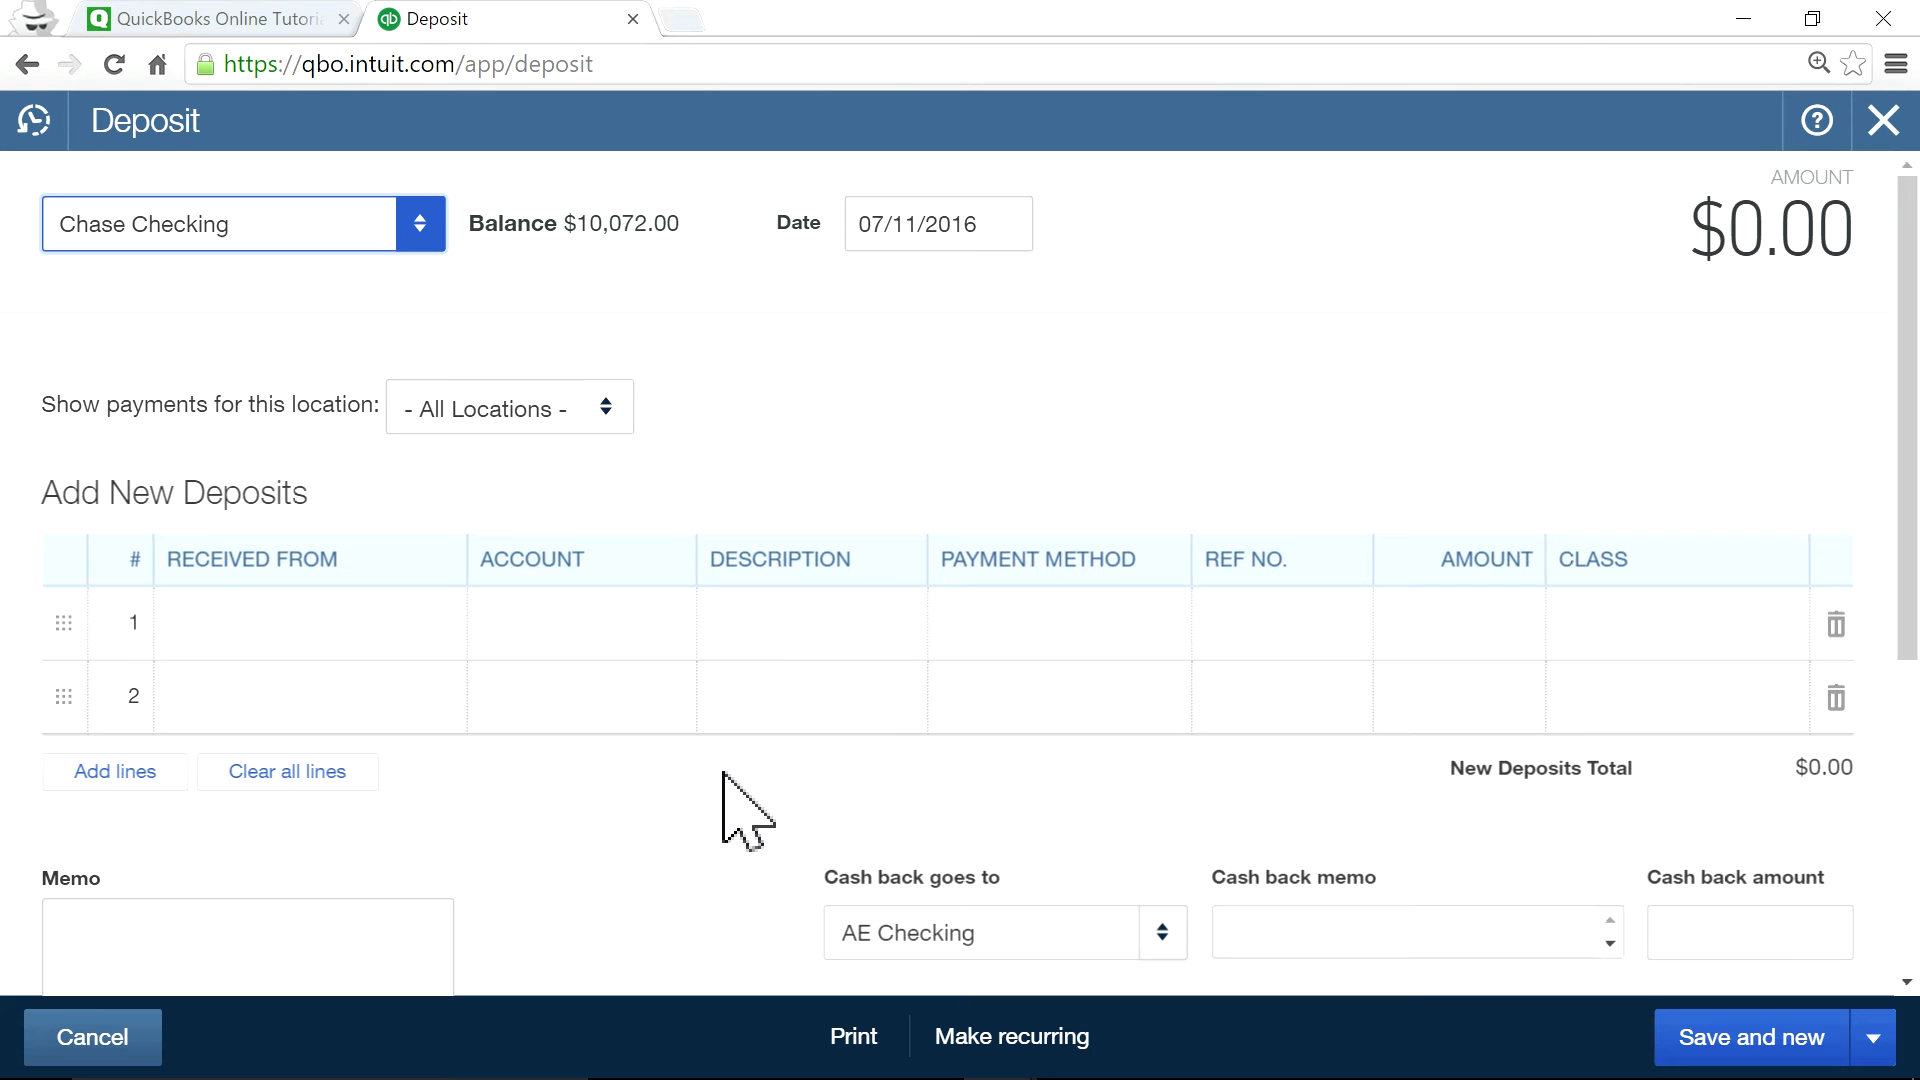 QuickBooks Online Tutori
Deposit
https://qbo.intuit.com/app/deposit
Deposit
AMOUNT
Chase Checking
Balance $10,072.00
Date
07/11/2016
$0.00
Show payments for this location:
- All Locations -
Add New Deposits
# RECEIVED FROM ACCOUNT DESCRIPTION PAYMENT METHOD REF NO. AMOUNT CLASS
1
2
Add lines
Clear all lines
New Deposits Total $0.00
Memo
Cash back goes to
Cash back memo
Cash back amount
AE Checking
Cancel
Print
Make recurring
Save and new